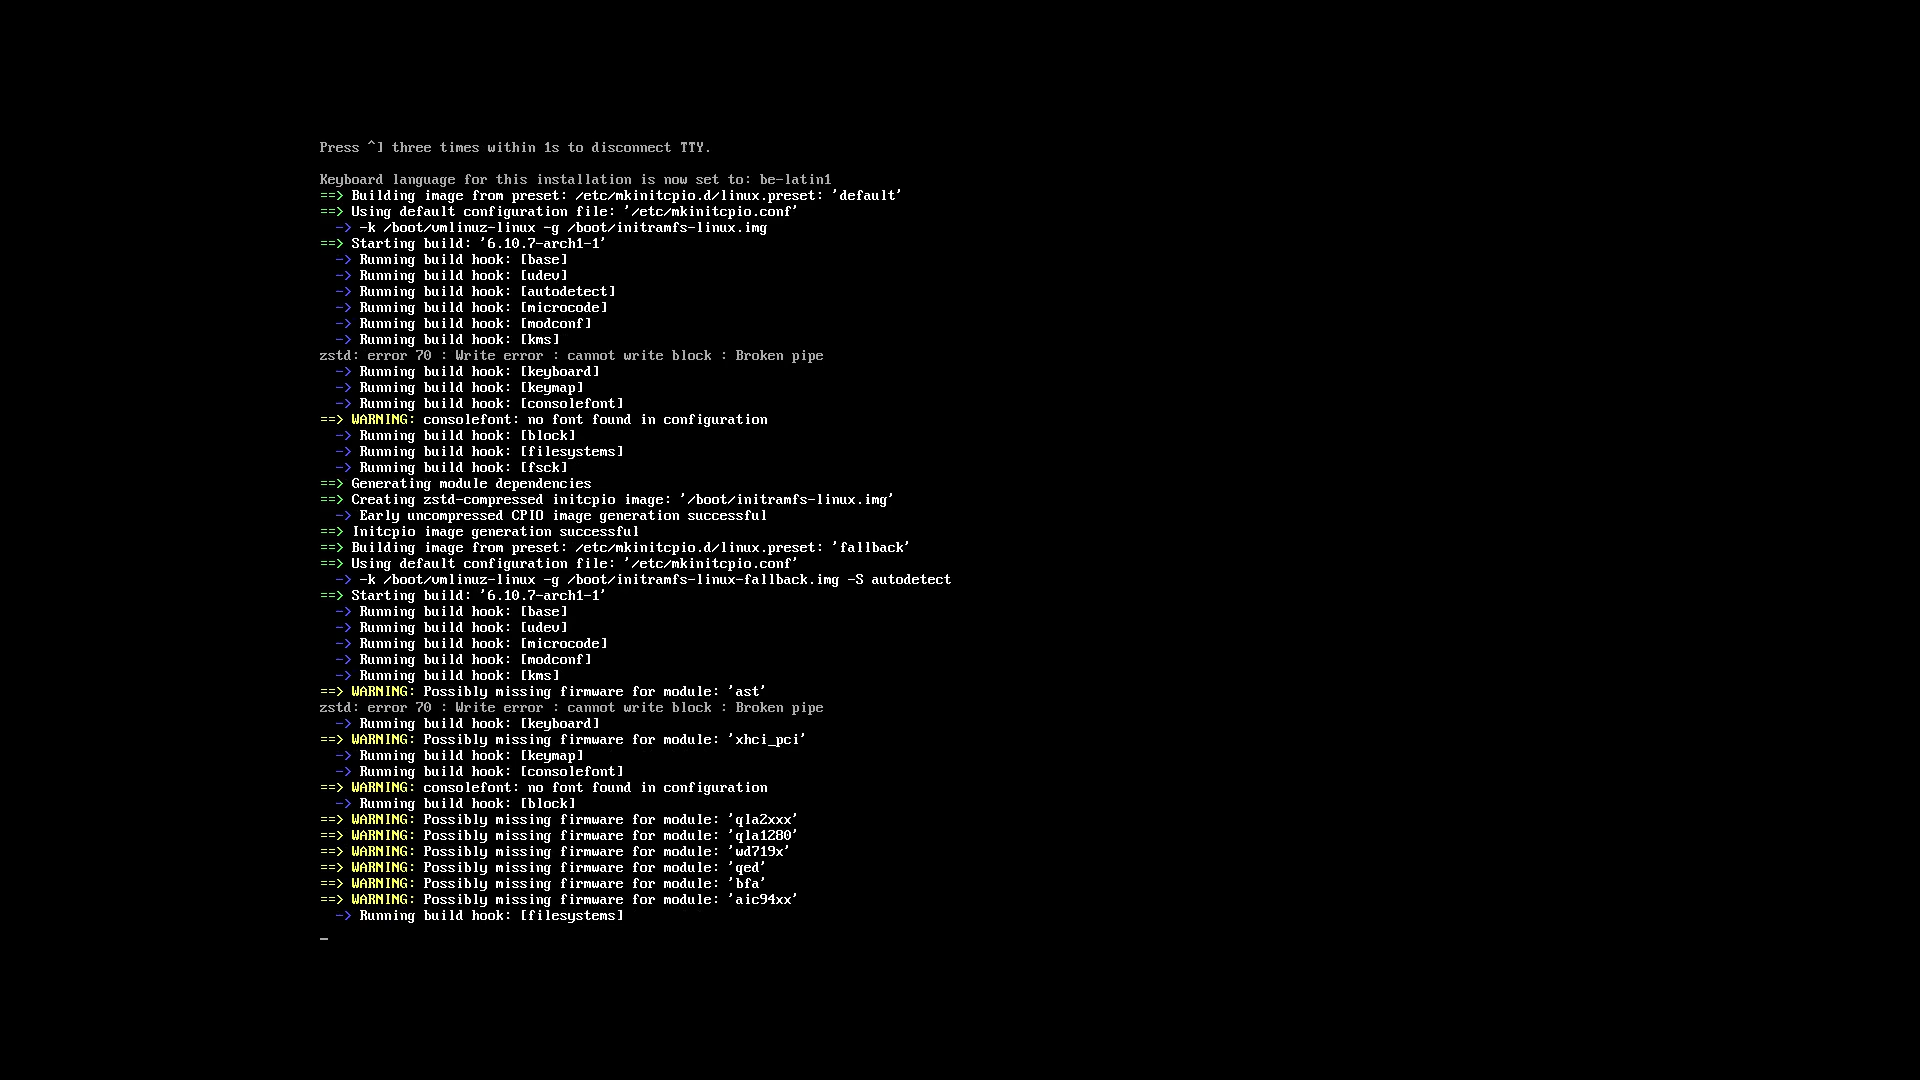 Press ^] three times within 1s to disconnect TTY.
Keyboard language for this installation is now set to: be-latin1
==> Building image from preset: /etc/mkinitcpio.d/linux.preset: 'default'
==> Using default configuration file: '/etc/mkinitcpio.conf'
  -> -k /boot/vmlinuz-linux -g /boot/initramfs-linux.img
==> Starting build: '6.10.7-arch1-1'
  -> Running build hook: [base]
  -> Running build hook: [udev]
  -> Running build hook: [autodetect]
  -> Running build hook: [microcode]
  -> Running build hook: [modconf]
  -> Running build hook: [kms]
zstd: error 70 : Write error : cannot write block : Broken pipe
  -> Running build hook: [keyboard]
  -> Running build hook: [keymap]
  -> Running build hook: [consolefont]
==> WARNING: consolefont: no font found in configuration
  -> Running build hook: [block]
  -> Running build hook: [filesystems]
  -> Running build hook: [fsck]
==> Generating module dependencies
==> Creating zstd-compressed initcpio image: '/boot/initramfs-linux.img'
  -> Early uncompressed CPIO image generation successful
==> Initcpio image generation successful
==> Building image from preset: /etc/mkinitcpio.d/linux.preset: 'fallback'
==> Using default configuration file: '/etc/mkinitcpio.conf'
  -> -k /boot/vmlinuz-linux -g /boot/initramfs-linux-fallback.img -S autodetect
==> Starting build: '6.10.7-arch1-1'
  -> Running build hook: [base]
  -> Running build hook: [udev]
  -> Running build hook: [microcode]
  -> Running build hook: [modconf]
  -> Running build hook: [kms]
==> WARNING: Possibly missing firmware for module: 'ast'
zstd: error 70 : Write error : cannot write block : Broken pipe
  -> Running build hook: [keyboard]
==> WARNING: Possibly missing firmware for module: 'xhci_pci'
  -> Running build hook: [keymap]
  -> Running build hook: [consolefont]
==> WARNING: consolefont: no font found in configuration
  -> Running build hook: [block]
==> WARNING: Possibly missing firmware for module: 'qla2xxx'
==> WARNING: Possibly missing firmware for module: 'qla1280'
==> WARNING: Possibly missing firmware for module: 'wd719x'
==> WARNING: Possibly missing firmware for module: 'qed'
==> WARNING: Possibly missing firmware for module: 'bfa'
==> WARNING: Possibly missing firmware for module: 'aic94xx'
  -> Running build hook: [filesystems]